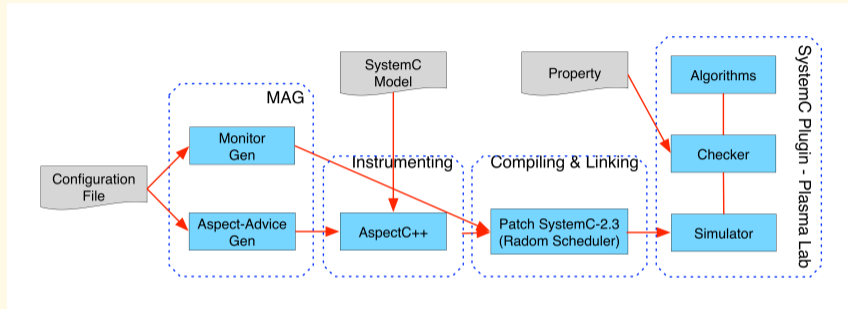 MAG
Configuration
File
Monitor
Gen
Aspect-Advice
Gen
SystemC
Model
Instrumenting
AspectC++
Compiling & Linking
Patch SystemC-2.3
(Radom Scheduler)
Property
Algorithms
Checker
Simulator
SystemC Plugin - Plasma Lab